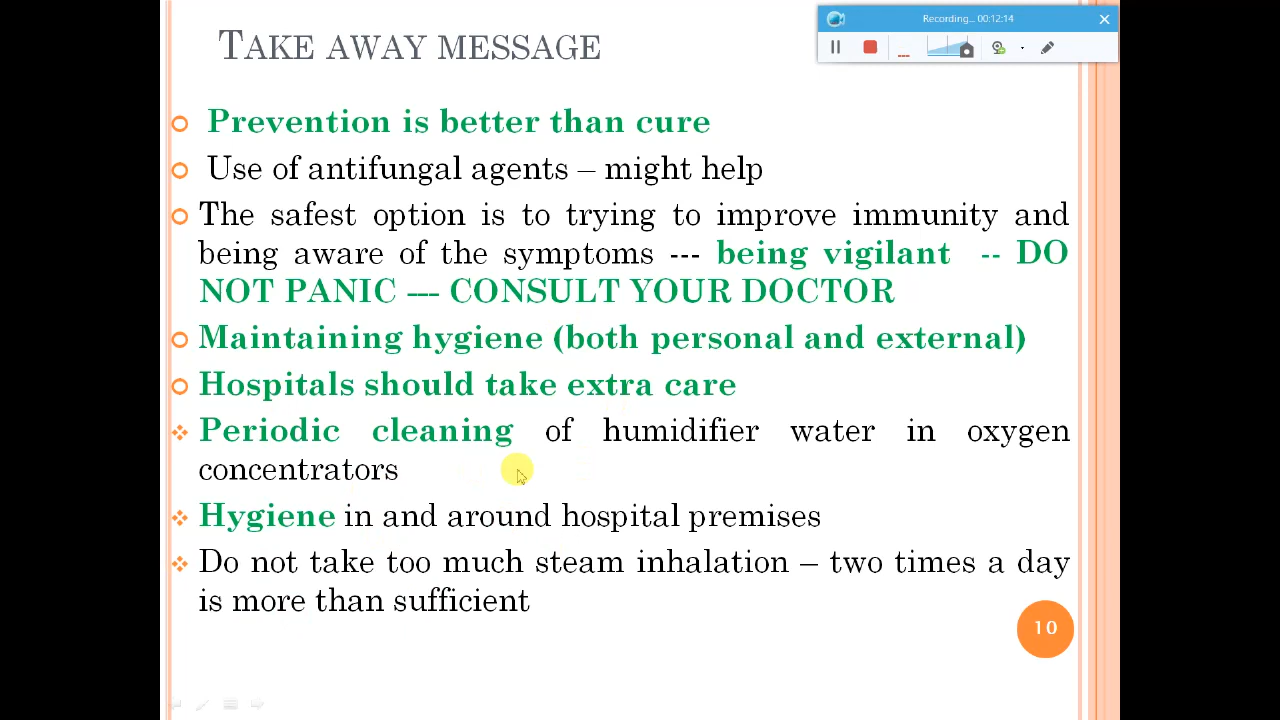 Recording... 00:12:14
TAKE AWAY MESSAGE
Prevention is better than cure
Use of antifungal agents – might help
The safest option is to trying to improve immunity and
being aware of the symptoms --- being vigilant -- DO
NOT PANIC --- CONSULT YOUR DOCTOR
Maintaining hygiene (both personal and external)
Hospitals should take extra care
Periodic cleaning of humidifier water in oxygen
concentrators
Hygiene in and around hospital premises
Do not take too much steam inhalation – two times a day
is more than sufficient
10